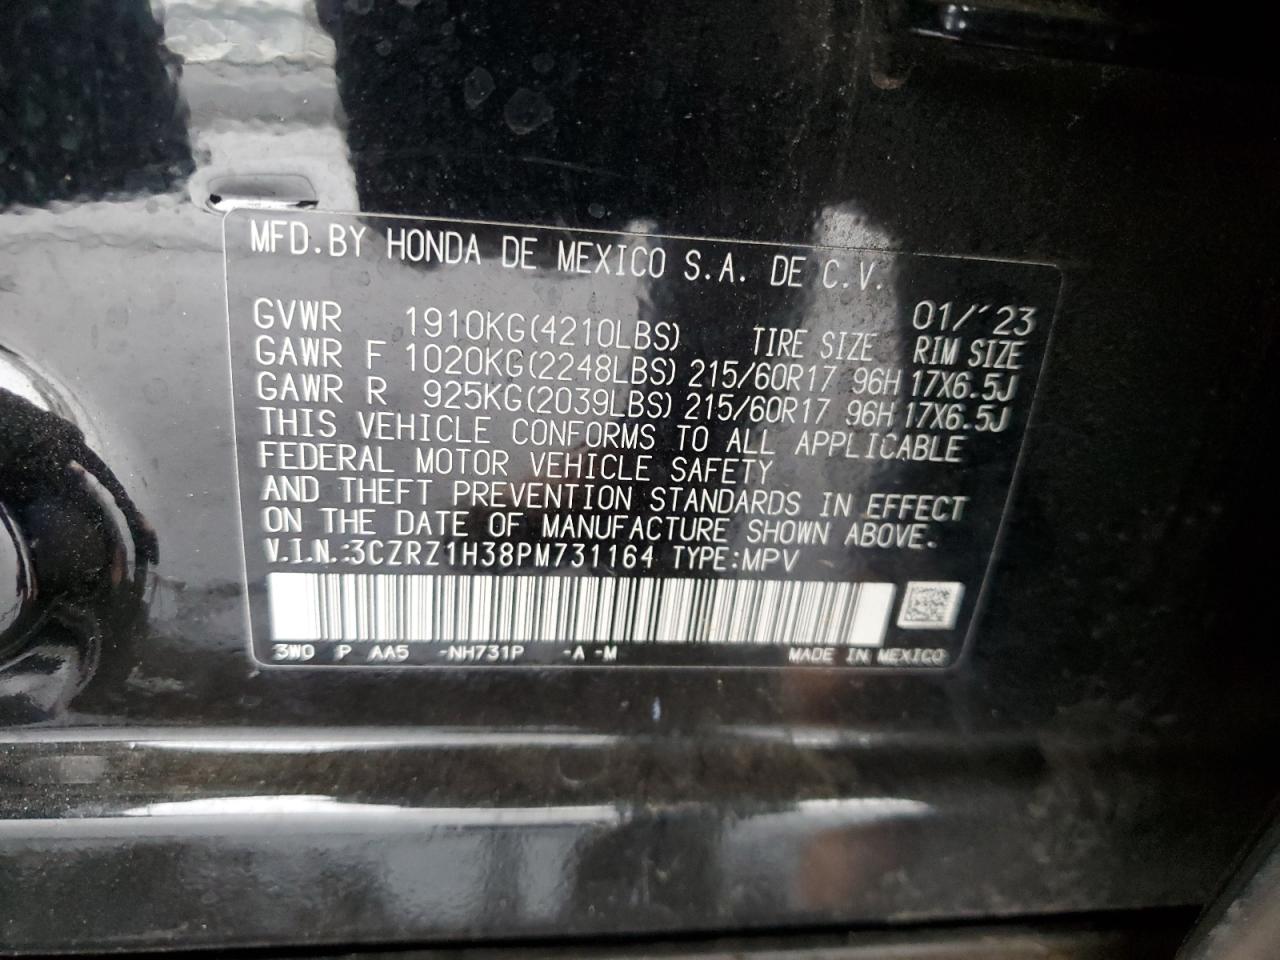 MFD.BY HONDA DE MEXICO S.A. DE C.V.
01/'23
GVWR 1910KG(4210LBS) TIRE SIZE RIM SIZE
GAWR F 1020KG(2248LBS) 215/60R17 96H 17X6.5J
GAWR R 925KG(2039LBS) 215/60R17 96H 17X6.5J
THIS VEHICLE CONFORMS TO ALL APPLICABLE
FEDERAL MOTOR VEHICLE SAFETY
AND THEFT PREVENTION STANDARDS IN EFFECT
ON THE DATE OF MANUFACTURE SHOWN ABOVE.
V.I.N.:3CZRZ1H38PM731164 TYPE:MPV
3W0 P AA5 -NH731P -A -M MADE IN MEXICO